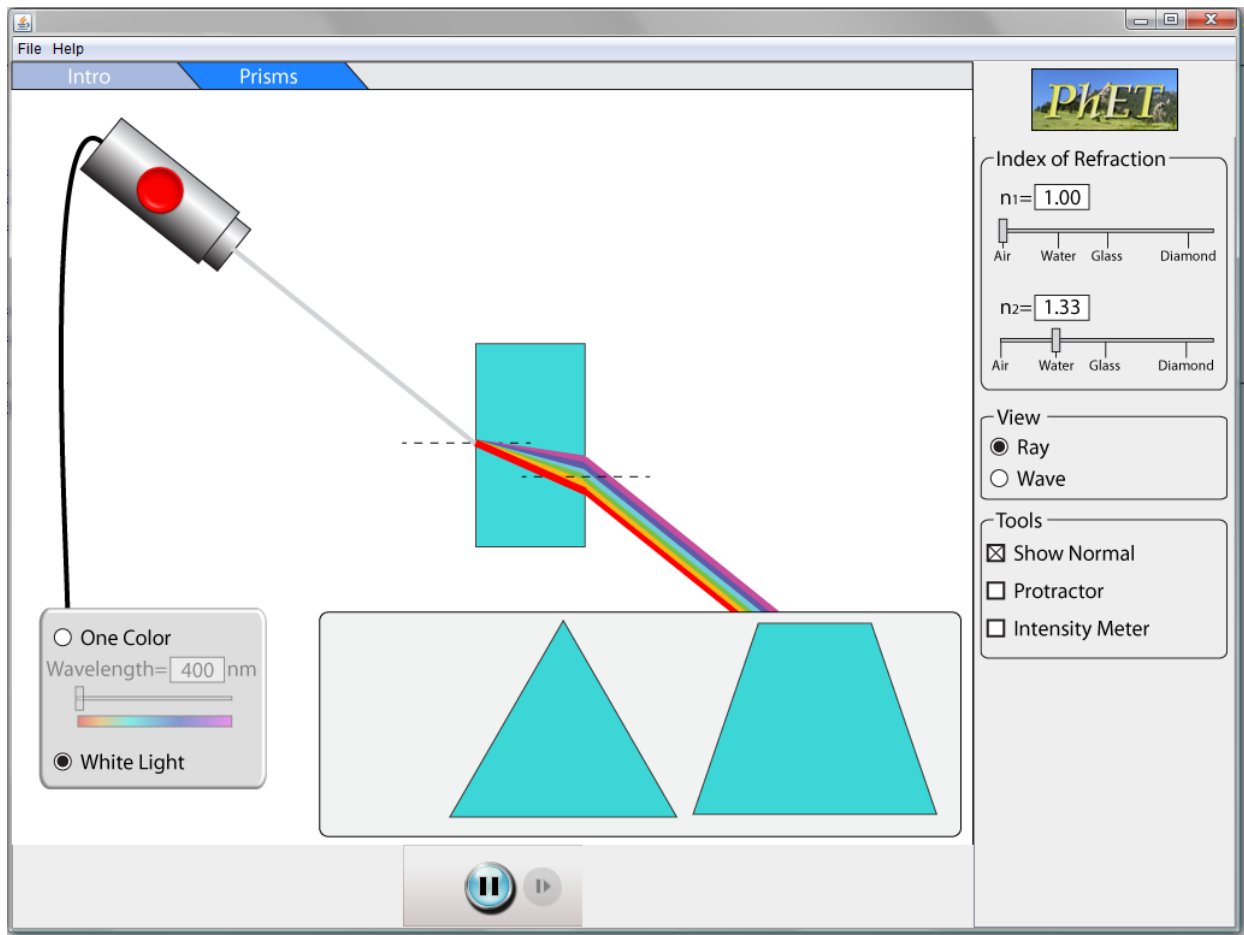 File Help
Intro Prisms
PhET
Index of Refraction
n1= 1.00
Air Water Glass Diamond
n2= 1.33
Air Water Glass Diamond
View
Ray
Wave
Tools
Show Normal
Protractor
Intensity Meter
One Color
Wavelength= 400 nm
White Light